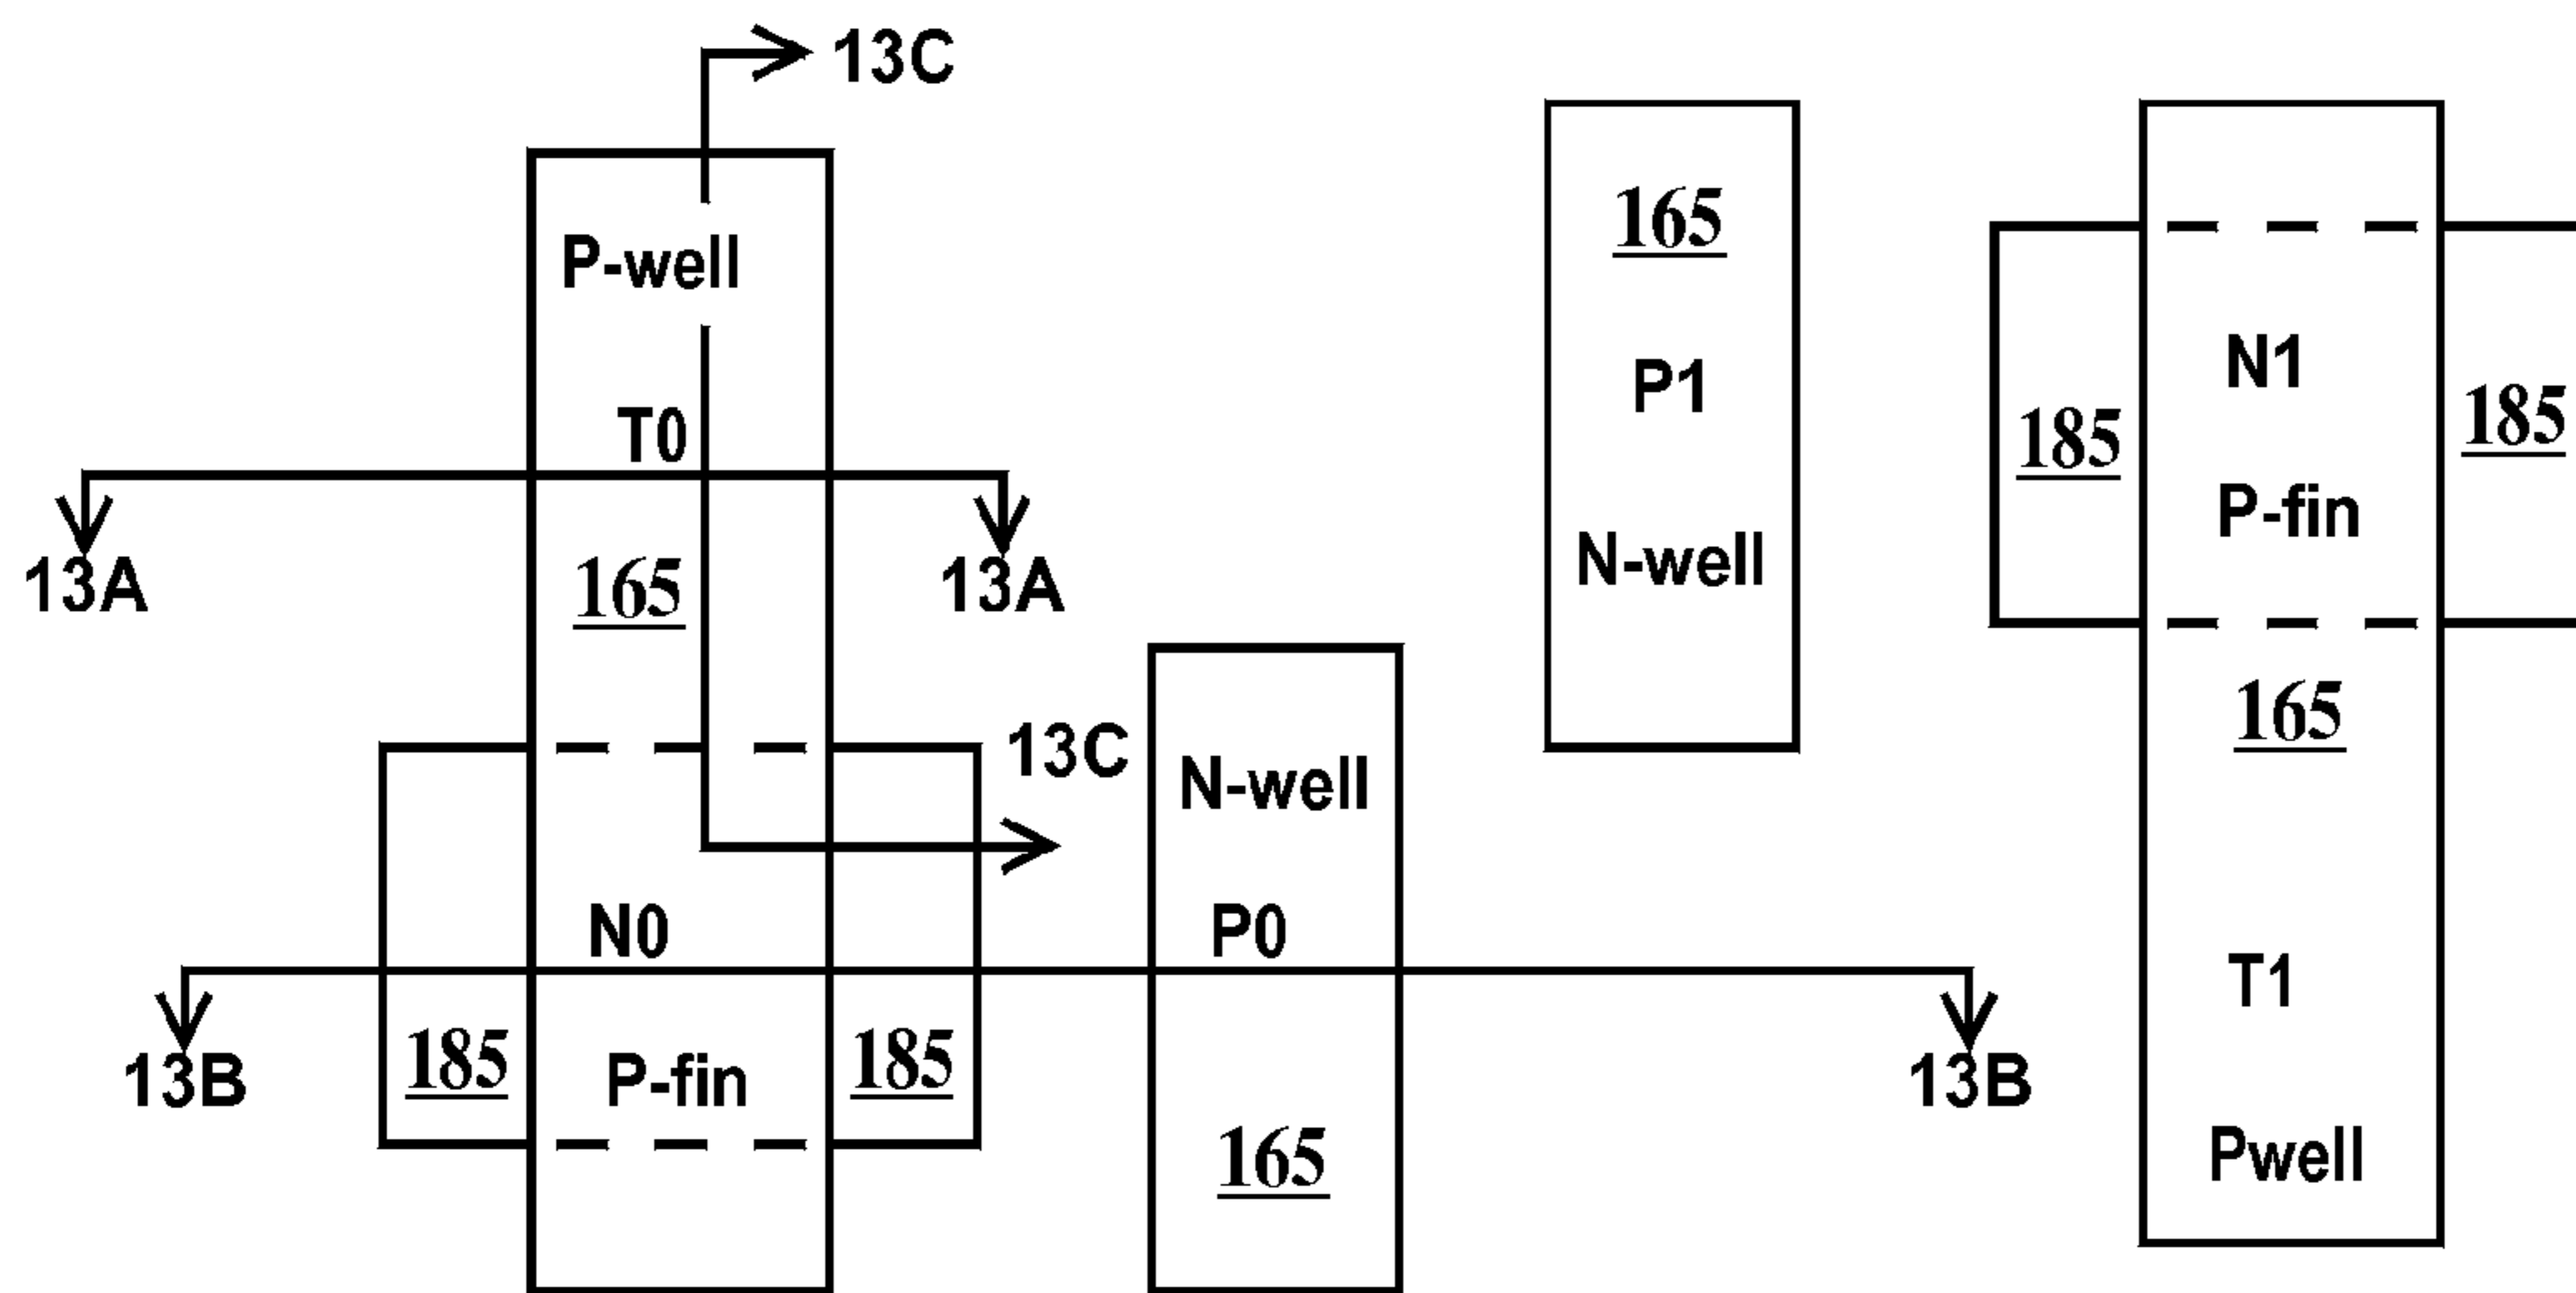 13C
165
P-well
N1
P1
T0
185
185
P-fin
N-well
13A
165
13A
165
13C
N-well
N0
P0
T1
185
P-fin
185
13B
13B
Pwell
165